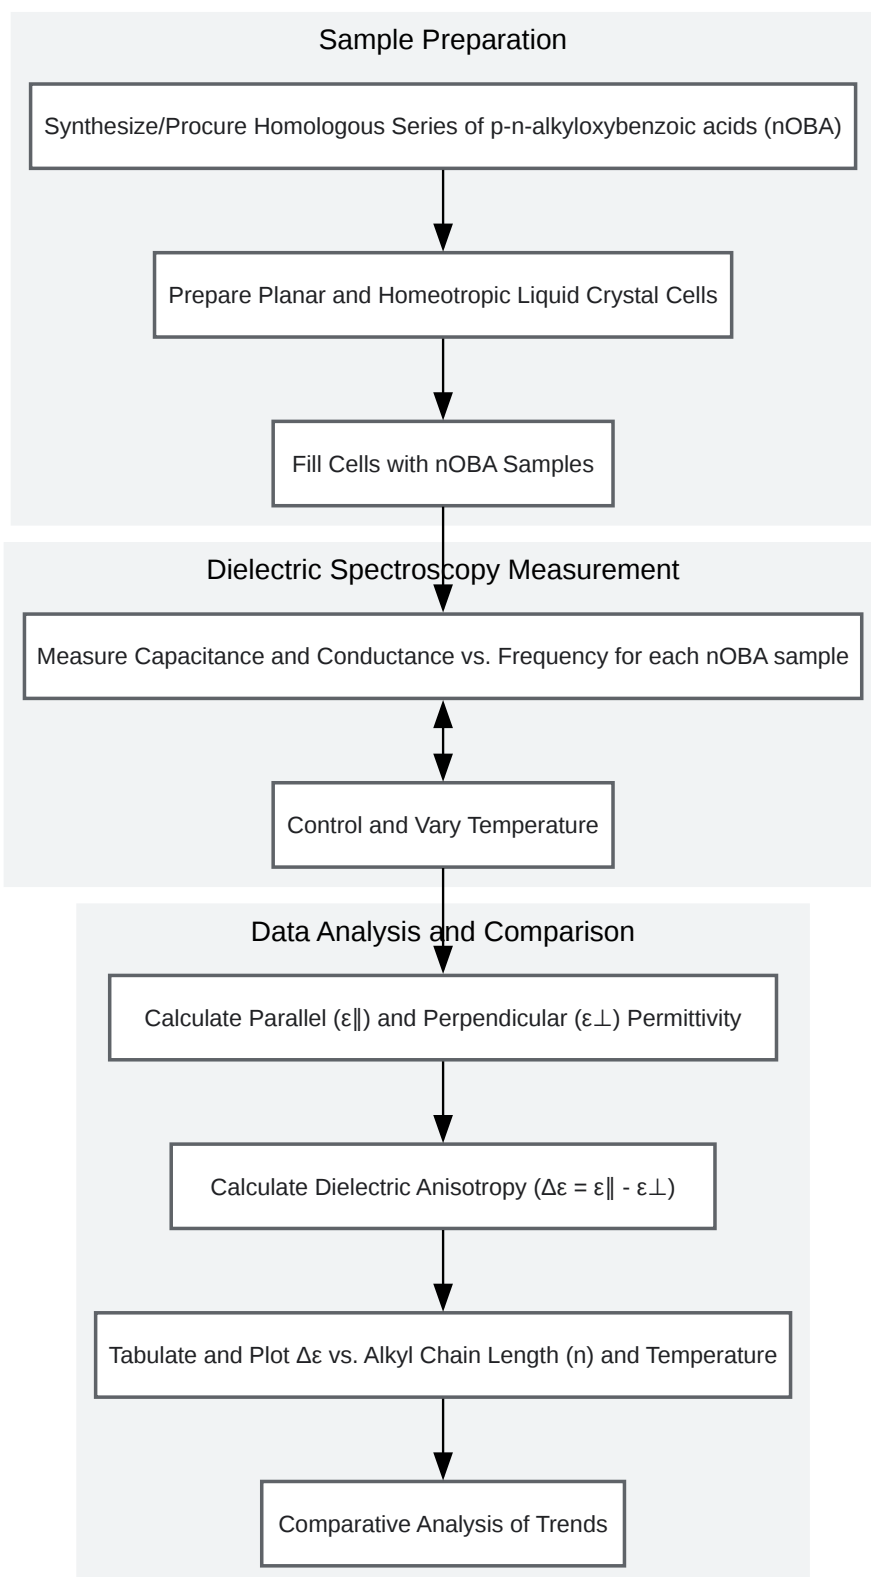 Sample Preparation
Synthesize/Procure Homologous Series of p-n-alkyloxybenzoic acids (nOBA)
Prepare Planar and Homeotropic Liquid Crystal Cells
Fill Cells with nOBA Samples
Dielectric Spectroscopy Measurement
Measure Capacitance and Conductance vs. Frequency for each nOBA sample
Control and Vary Temperature
Data Analysis and Comparison
Calculate Parallel (ε∥) and Perpendicular (ε⊥) Permittivity
Calculate Dielectric Anisotropy (Δε = ε∥ - ε⊥)
Tabulate and Plot Δε vs. Alkyl Chain Length (n) and Temperature
Comparative Analysis of Trends